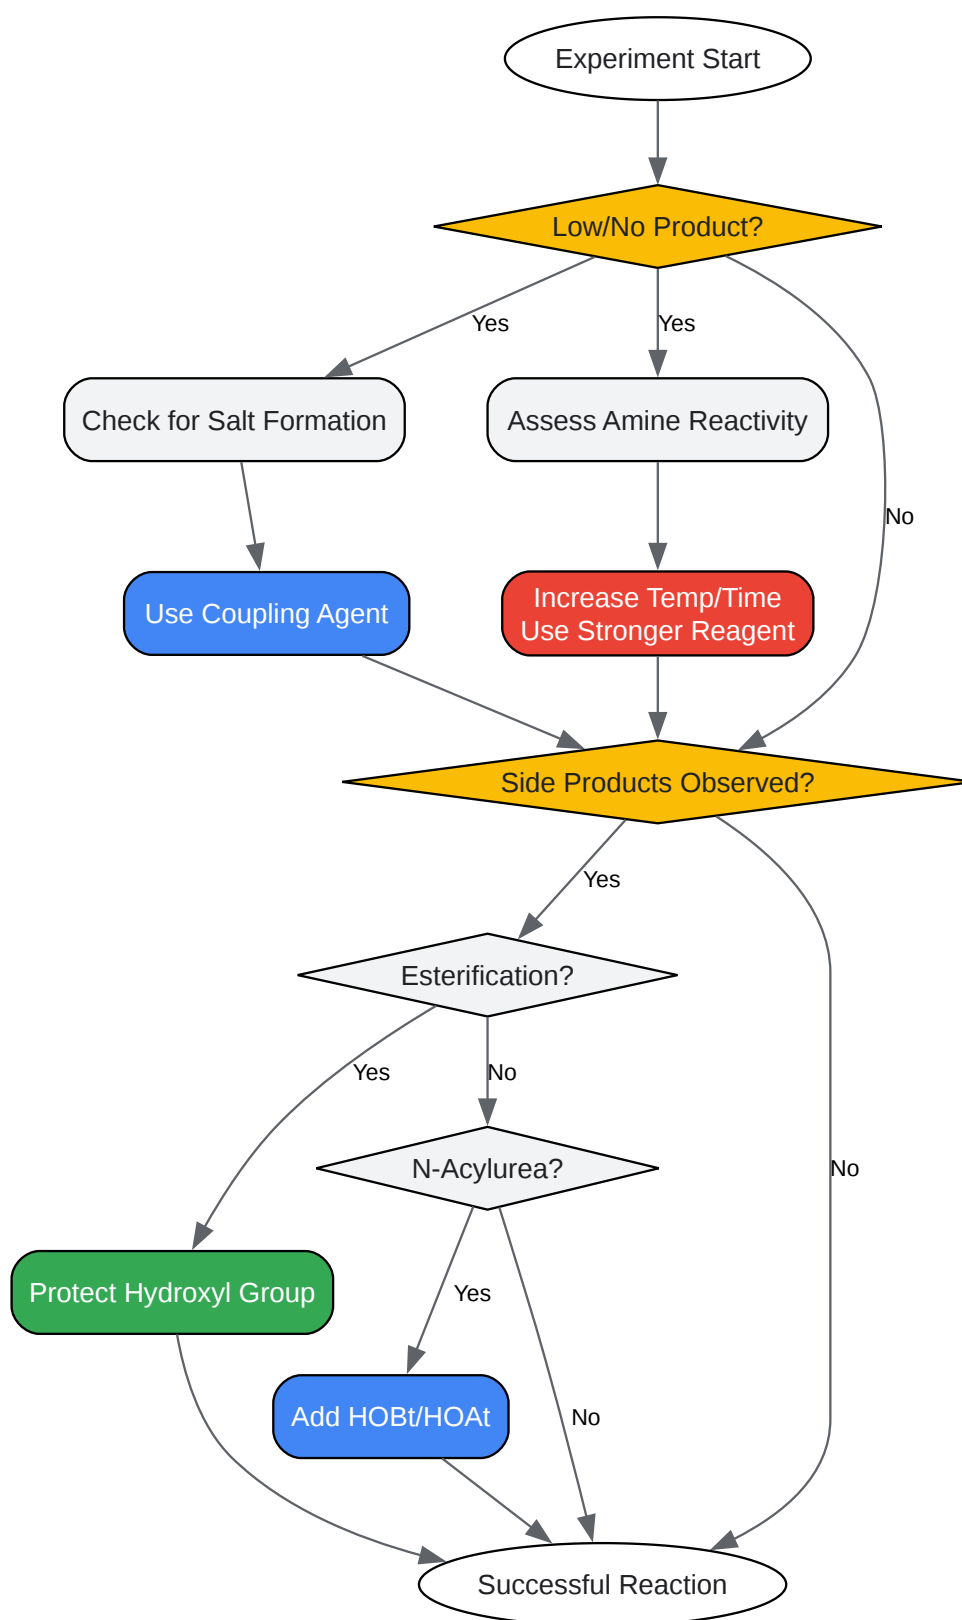 Experiment Start
Low/No Product?
Yes
Yes
Check for Salt Formation
Assess Amine Reactivity
No
Use Coupling Agent
Increase Temp/Time
Use Stronger Reagent
Side Products Observed?
Yes
Esterification?
Yes
No
N-Acylurea?
No
Protect Hydroxyl Group
Yes
Add HOBt/HOAt
No
Successful Reaction